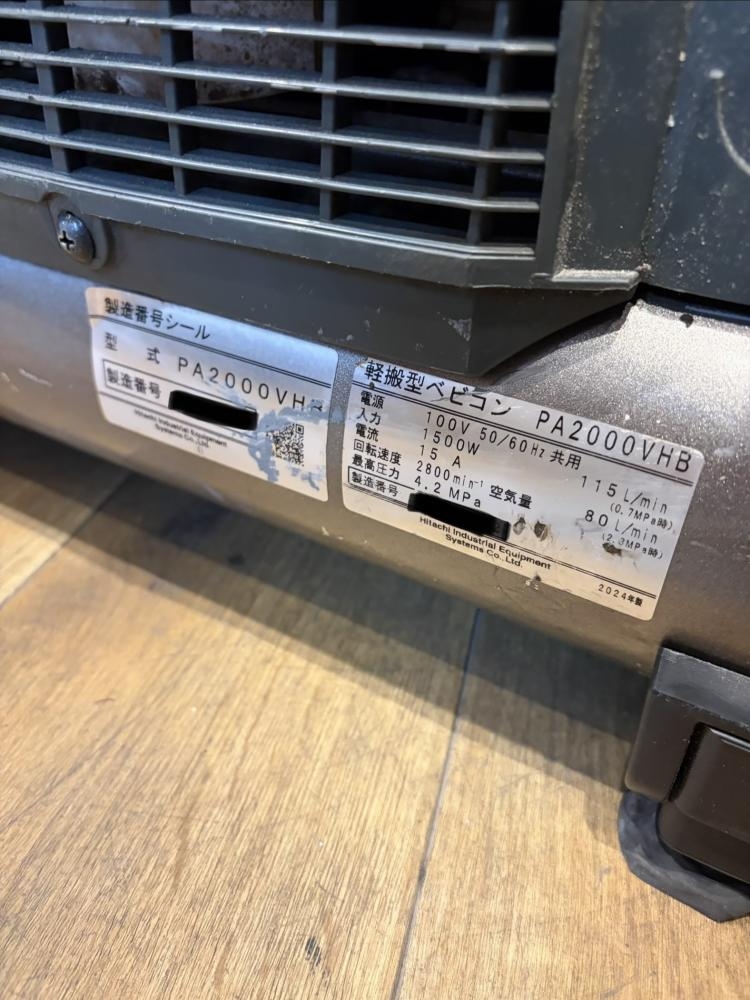 製造番号シール
型 式 PA2000VHB
製造番号
Hitachi Industrial Equipment
Systems Co.,Ltd.
軽搬型ベビコン PA2000VHB
電源 100V 50/60Hz 共用
入力 1500W
電流 15 A
回転速度 2800min⁻¹
最高圧力 4.2 MPa
空気量 115 L/min
(0.7MPa時)
80 L/min
(2.3MPa時)
製造番号
Hitachi Industrial Equipment
Systems Co.,Ltd.
2024年製